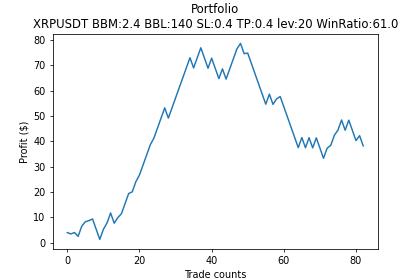 Portfolio
XRPUSDT BBM:2.4 BBL:140 SL:0.4 TP:0.4 lev:20 WinRatio:61.0
80
70
60
50
40
30
20
10
0
Profit ($)
0 20 40 60 80
Trade counts